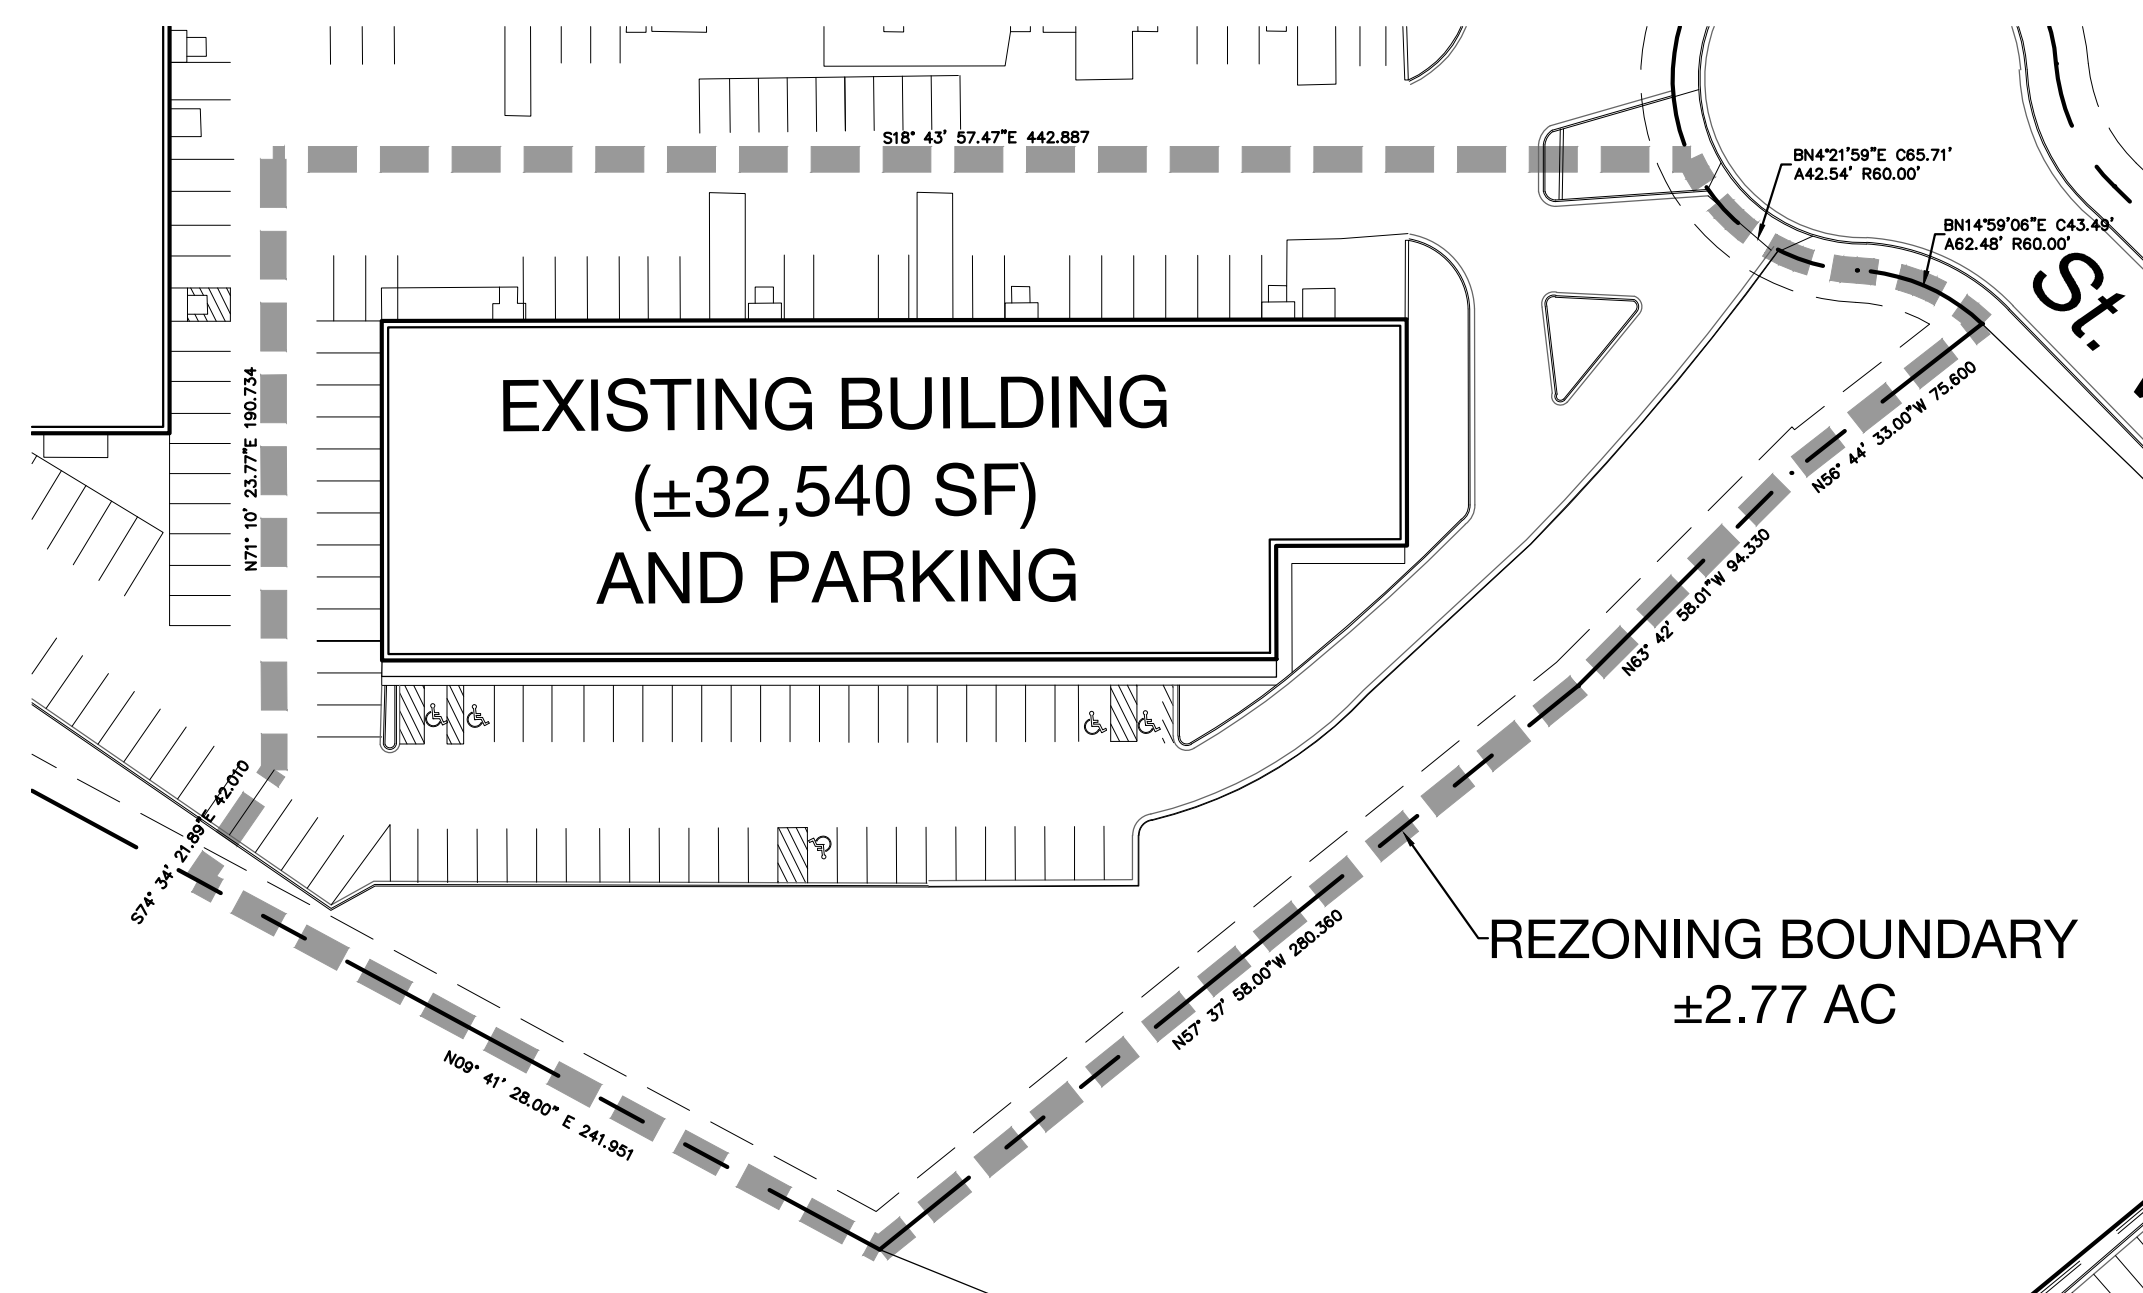 S18° 43' 57.47"E 442.887
BN4°21'59"E C65.71'
A42.54' R60.00'
BN14°59'06"E C43.49'
A62.48' R60.00'
St.
N71° 10' 23.77"E 190.734
EXISTING BUILDING
(±32,540 SF)
AND PARKING
N56° 44' 33.00"W 75.600
N63° 42' 58.01"W 94.330
S74° 34' 21.89"E 42.010
REZONING BOUNDARY
±2.77 AC
N57° 37' 58.00"W 280.360
N09° 41' 28.00" E 241.951